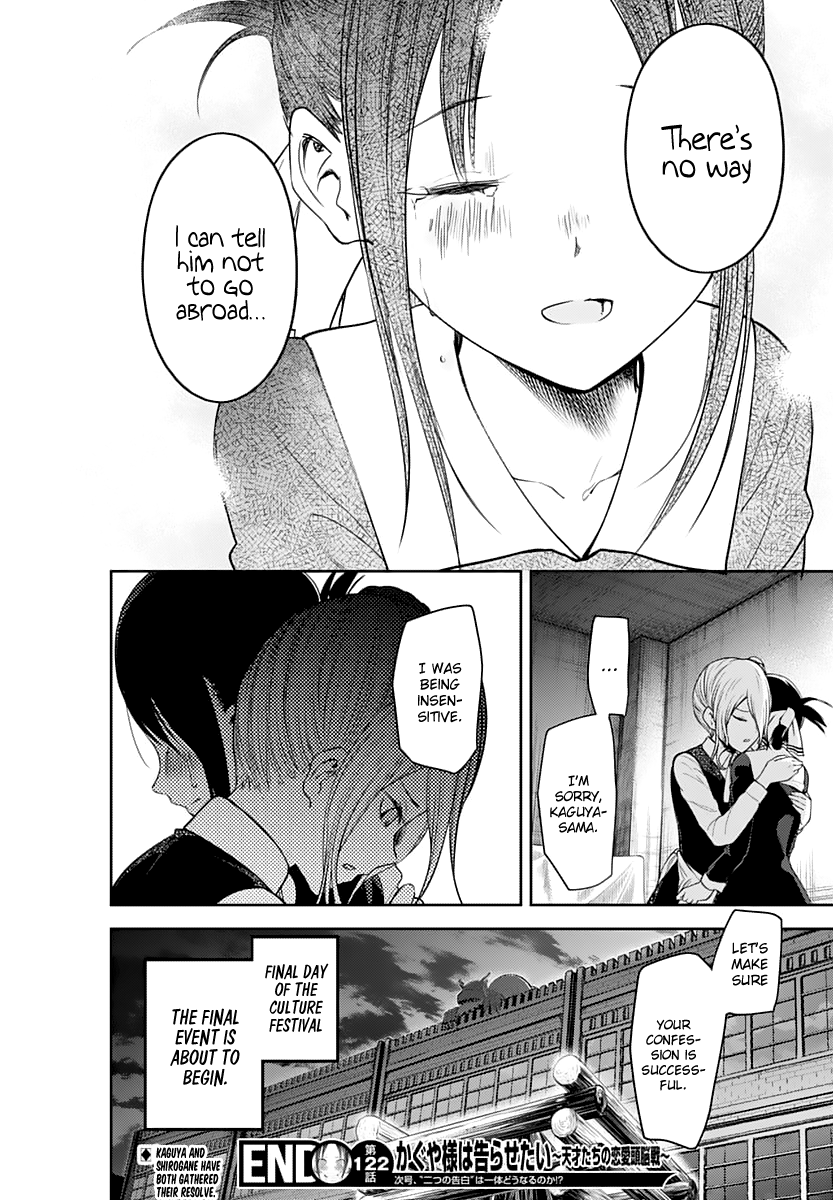 There's
no way
I can tell
him not
to go
abroad...
...
I'M
SORRY,
KAGUYA-
SAMA.
I WAS
BEING
INSEN-
SITIVE.
LET'S
MAKE
SURE
YOUR
CONFES-
SION IS
SUCCESS-
FUL.
FINAL DAY
OF THE
CULTURE
FESTIVAL
THE FINAL
EVENT IS
ABOUT TO
BEGIN.
◆ KAGUYA AND
SHIROGANE HAVE
BOTH GATHERED
THEIR RESOLVE.
END
第
122
話
かぐや様は告らせたい~天才たちの恋愛頭脳戦~
次号、"二つの告白"は一体どうなるのか!?